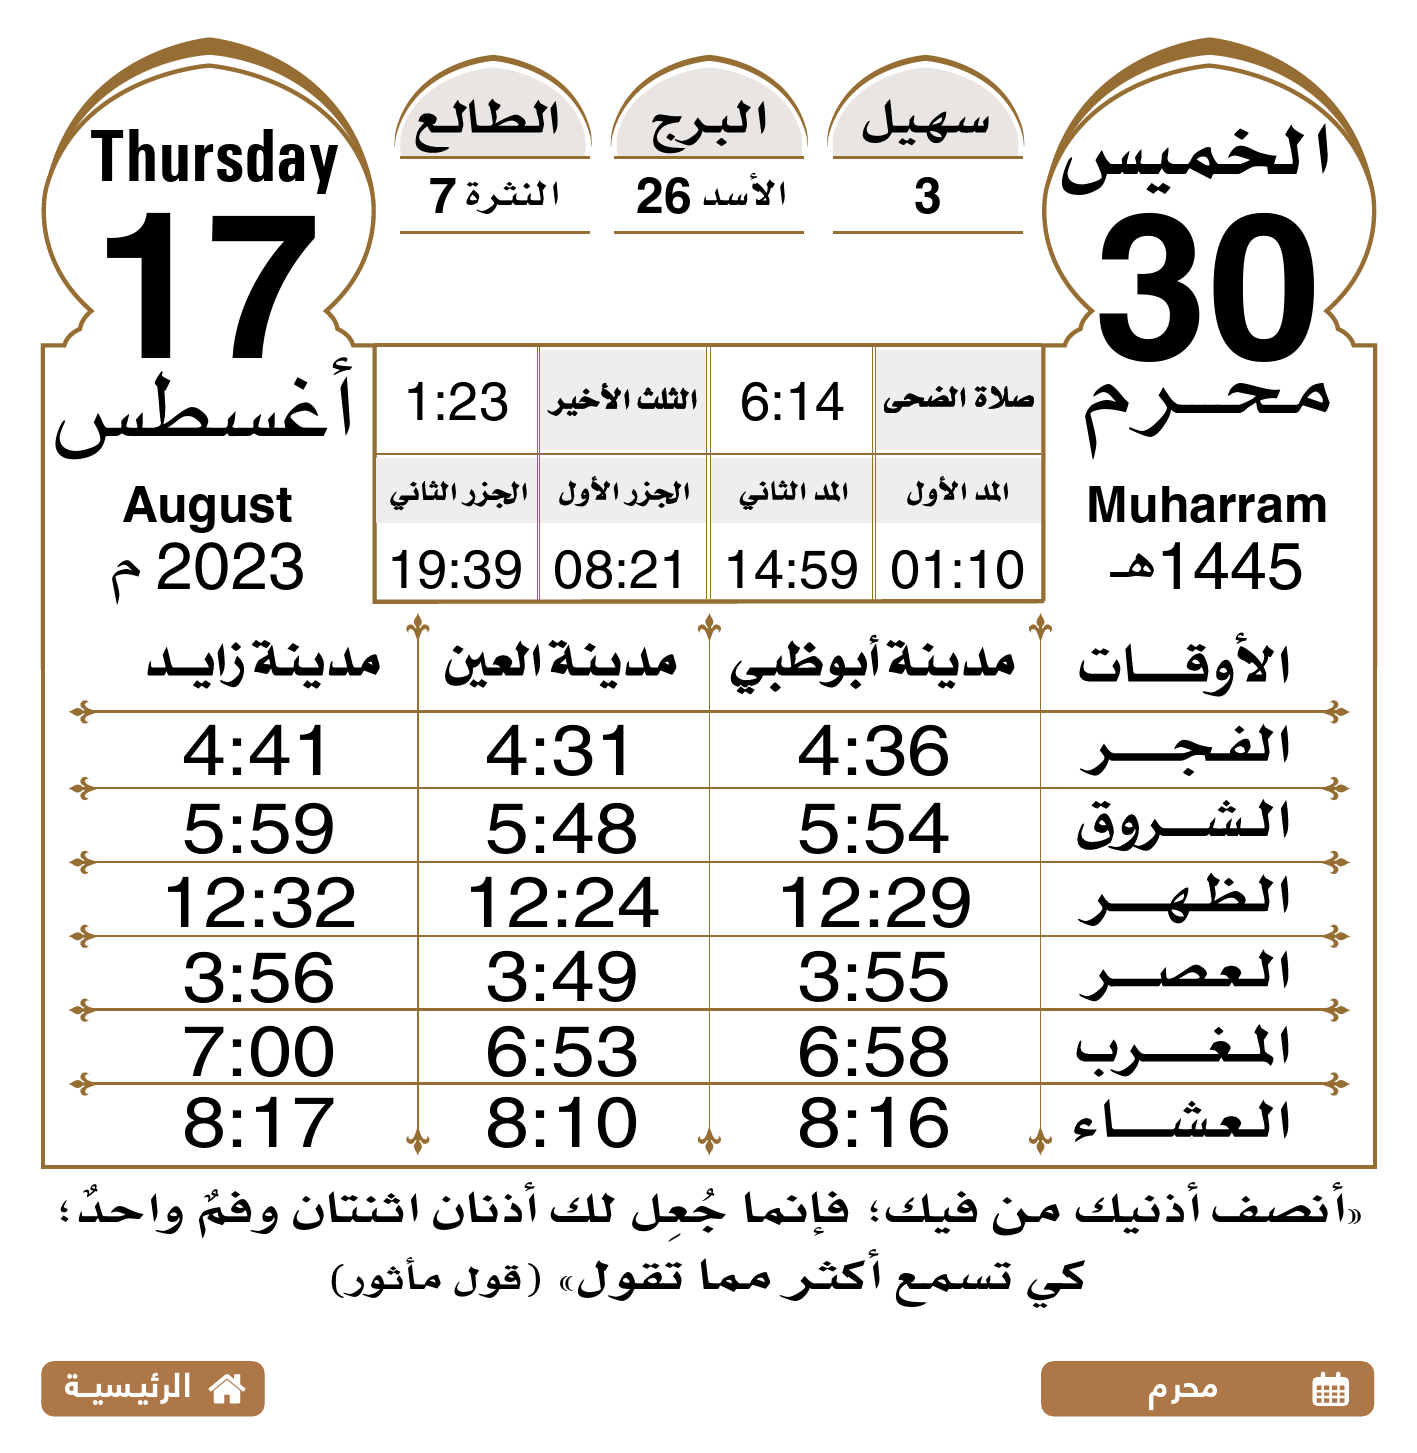 الخميس
30
محرم
Muharram
1445هـ
سهيل
3
البرج
الأسد 26
الطالع
النثرة 7
Thursday
17
أغسطس
August
2023 م
صلاة الضحى 6:14 الثلث الأخير 1:23
المد الأول المد الثاني الجزر الأول الجزر الثاني
01:10 14:59 08:21 19:39
الأوقات مدينة أبوظبي مدينة العين مدينة زايد
الفجر 4:36 4:31 4:41
الشروق 5:54 5:48 5:59
الظهر 12:29 12:24 12:32
العصر 3:55 3:49 3:56
المغرب 6:58 6:53 7:00
العشاء 8:16 8:10 8:17
«أنصف أذنيك من فيك؛ فإنما جُعِل لك أذنان اثنتان وفمٌ واحدٌ؛
كي تسمع أكثر مما تقول» (قول مأثور)
محرم
الرئيسية